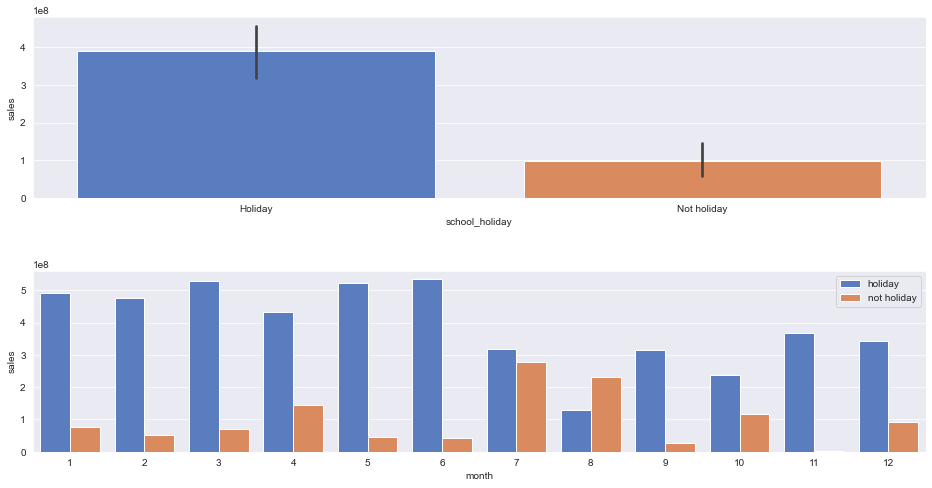 1e8
4
3
2
1
0
sales
Holiday
Not holiday
school_holiday
1e8
5
4
3
2
1
0
sales
holiday
not holiday
1 2 3 4 5 6 7 8 9 10 11 12
month